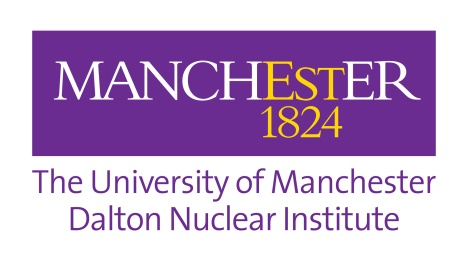 MANCHESTER
1824
The University of Manchester
Dalton Nuclear Institute